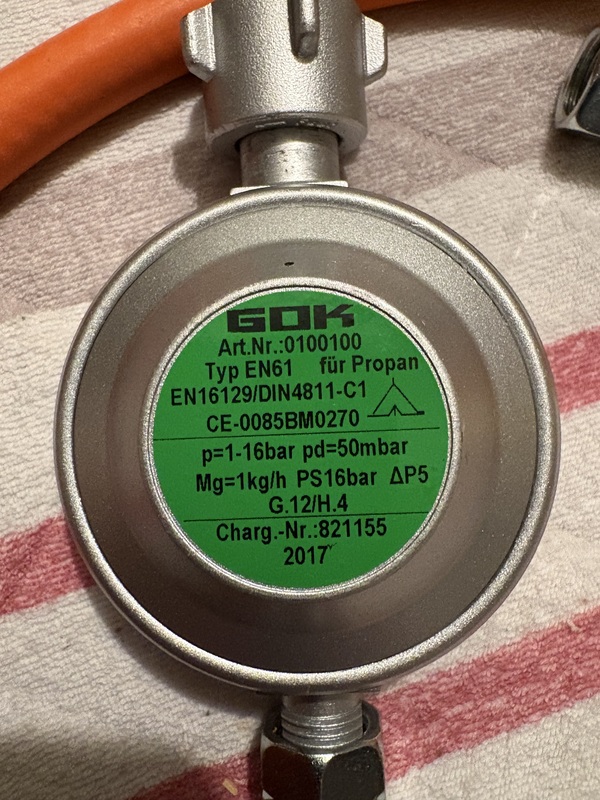 GOK
Art.Nr.:0100100
Typ EN61 für Propan
EN16129/DIN4811-C1
CE-0085BM0270
p=1-16bar pd=50mbar
Mg=1kg/h PS16bar ΔP5
G.12/H.4
Charg.-Nr.:821155
2017